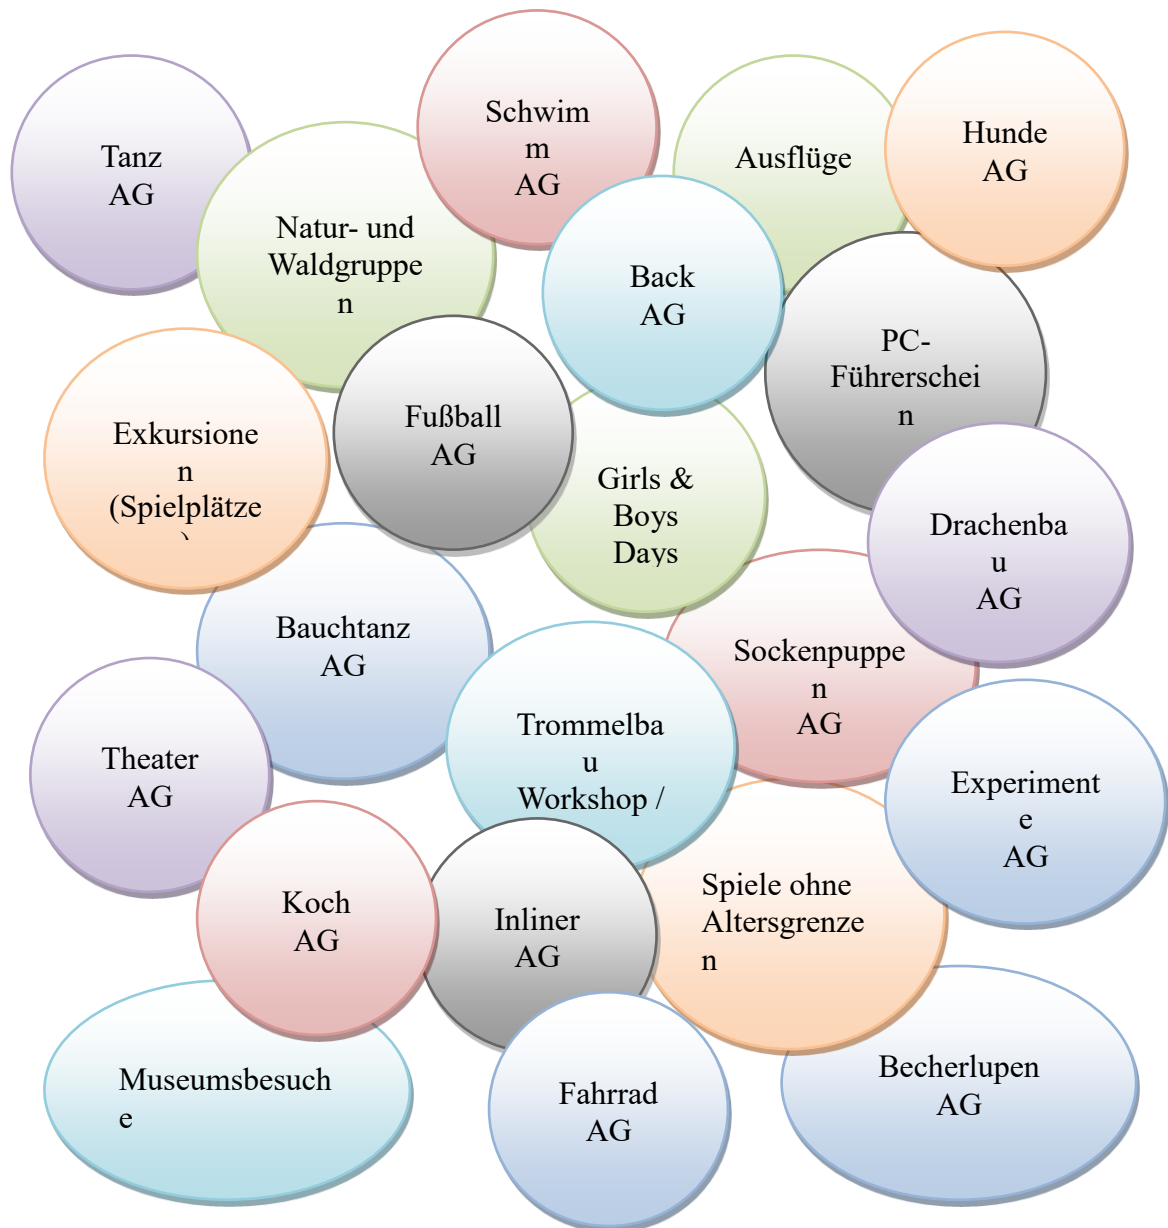 Tanz
AG
Schwim
m
AG
Ausflüge
Hunde
AG
Natur- und
Waldgruppe
n
Back
AG
PC-
Führerschei
n
Exkursione
n
(Spielplätze
)
Fußball
AG
Girls &
Boys
Days
Drachenba
u
AG
Bauchtanz
AG
Sockenpuppe
n
AG
Theater
AG
Trommelba
u
Workshop /
Experiment
e
AG
Koch
AG
Inliner
AG
Spiele ohne
Altersgrenze
n
Museumsbesuch
e
Fahrrad
AG
Becherlupen
AG